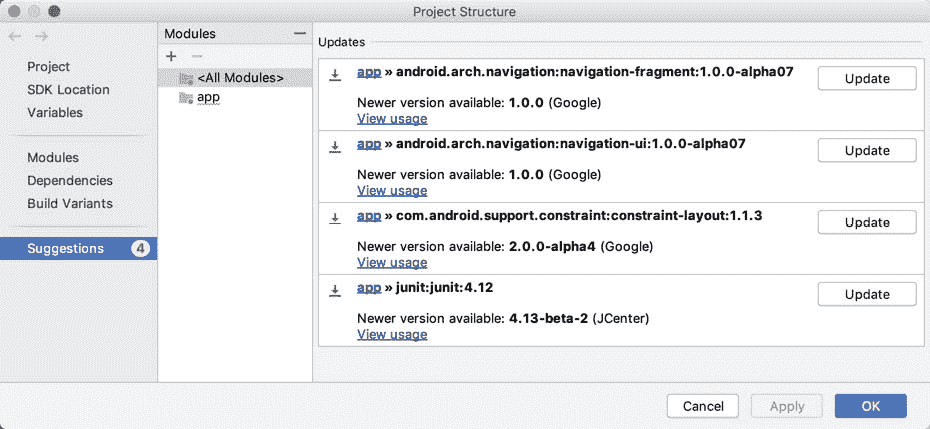 Project Structure
Project
SDK Location
Variables
Modules
Dependencies
Build Variants
Suggestions 4
Modules
<All Modules>
app
Updates
app » android.arch.navigation:navigation-fragment:1.0.0-alpha07
Update
Newer version available: 1.0.0 (Google)
View usage
app » android.arch.navigation:navigation-ui:1.0.0-alpha07
Update
Newer version available: 1.0.0 (Google)
View usage
app » com.android.support.constraint:constraint-layout:1.1.3
Update
Newer version available: 2.0.0-alpha4 (Google)
View usage
app » junit:junit:4.12
Update
Newer version available: 4.13-beta-2 (JCenter)
View usage
Cancel
Apply
OK